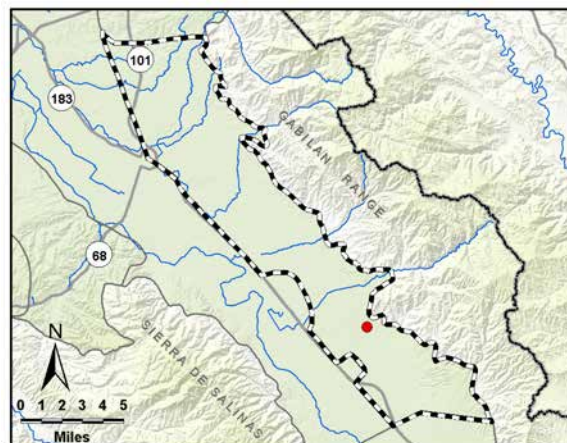 101
183
GABILAN RANGE
68
SIERRA DE SALINAS
N
0 1 2 3 4 5
Miles